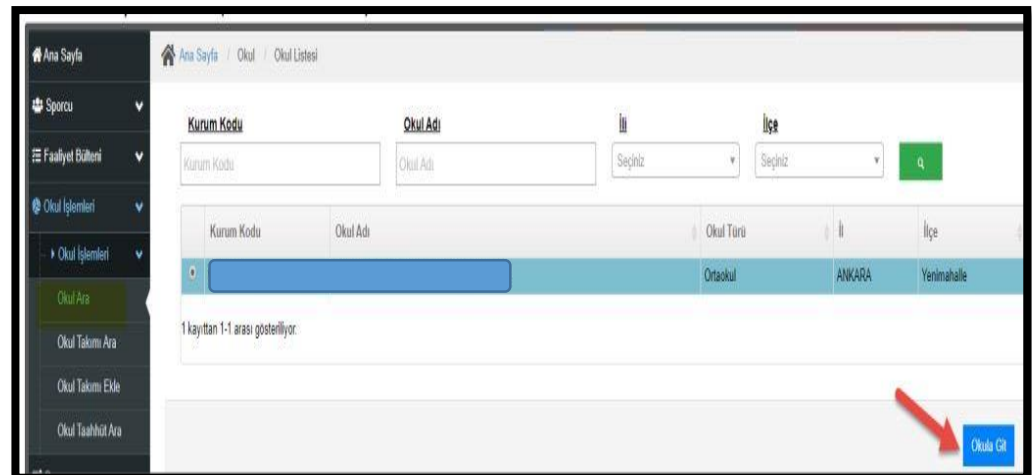 Ana Sayfa
Sporcu
Faaliyet Bülteni
Okul İşlemleri
Okul İşlemleri
Okul Ara
Okul Takımı Ara
Okul Takımı Ekle
Okul Taahhüt Ara
Ana Sayfa / Okul / Okul Listesi
Kurum Kodu Okul Adı İli İlçe
Kurum Kodu Okul Adı Seçiniz Seçiniz
Kurum Kodu Okul Adı Okul Türü İl İlçe
Ortaokul ANKARA Yenimahalle
1 kayıttan 1-1 arası gösteriliyor.
Okula Git